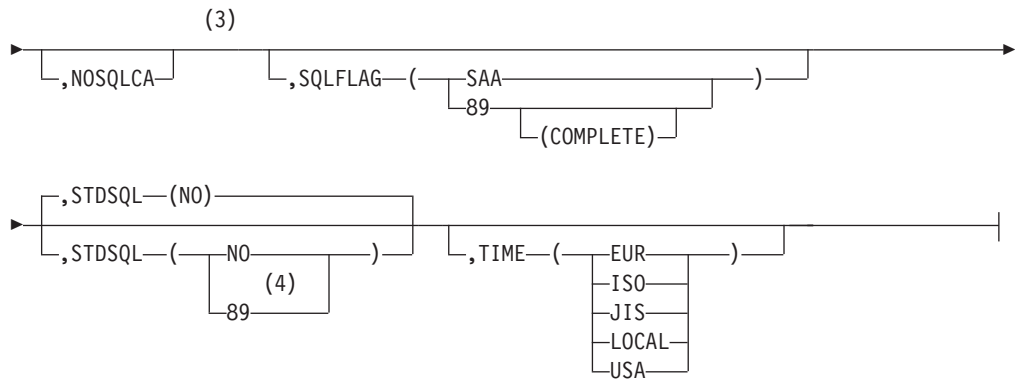 (3)
,NOSQLCA ,SQLFLAG ( SAA )
89
(COMPLETE)
,STDSQL (NO)
,STDSQL ( NO ) ,TIME ( EUR )
(4) ISO
89 JIS
LOCAL
USA